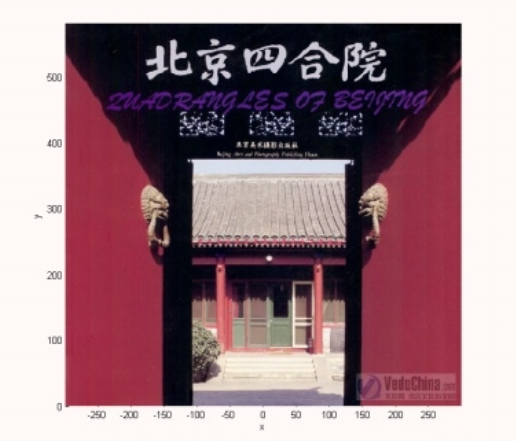 北京四合院
500
QUADRANGLES OF BEIJING
400
北京美术摄影出版社
Beijing Arts and Photography Publishing House
y
300
200
100
VeduChina.com
0
-250 -200 -150 -100 -50 0 50 100 150 200 250
x